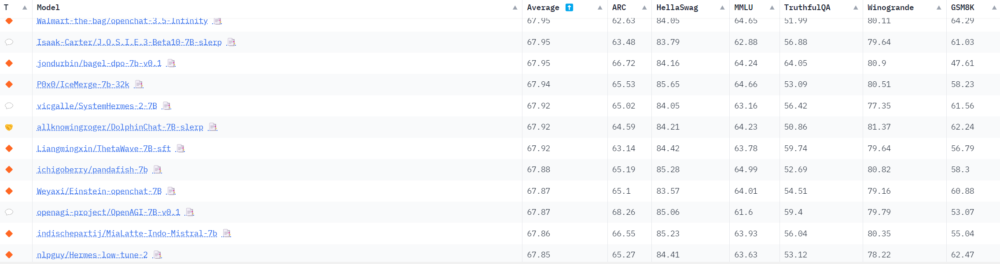 T Model Average ARC HellaSwag MMLU TruthfulQA Winogrande GSM8K
Walmart-the-bag/openchat-3.5-Infinity 67.95 62.63 84.05 64.65 51.99 80.11 64.29
Isaak-Carter/J.O.S.I.E.3-Beta10-7B-slerp 67.95 63.48 83.79 62.88 56.88 79.64 61.03
jondurbin/bagel-dpo-7b-v0.1 67.95 66.72 84.16 64.24 64.05 80.9 47.61
P0x0/IceMerge-7b-32k 67.94 65.53 85.65 64.66 53.09 80.51 58.23
vicgalle/SystemHermes-2-7B 67.92 65.02 84.05 63.16 56.42 77.35 61.56
allknowingroger/DolphinChat-7B-slerp 67.92 64.59 84.21 64.23 50.86 81.37 62.24
Liangmingxin/ThetaWave-7B-sft 67.92 63.14 84.42 63.78 59.74 79.64 56.79
ichigoberry/pandafish-7b 67.88 65.19 85.28 64.99 52.69 80.82 58.3
Weyaxi/Einstein-openchat-7B 67.87 65.1 83.57 64.01 54.51 79.16 60.88
openagi-project/OpenAGI-7B-v0.1 67.87 68.26 85.06 61.6 59.4 79.79 53.07
indischepartij/MiaLatte-Indo-Mistral-7b 67.86 66.55 85.23 63.93 56.04 80.35 55.04
nlpguy/Hermes-low-tune-2 67.85 65.27 84.41 63.63 53.12 78.22 62.47